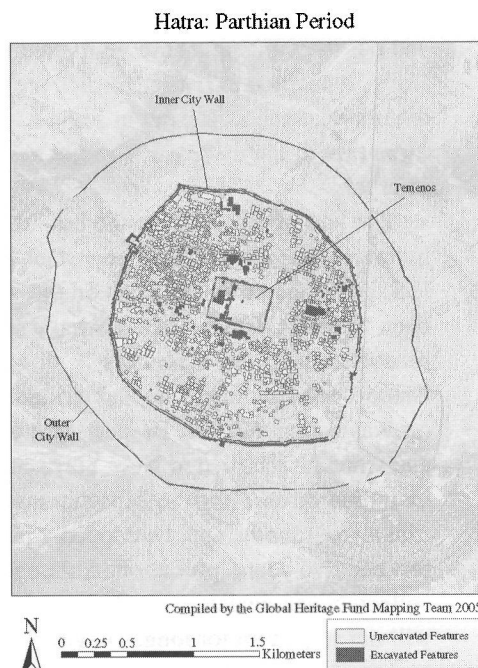 Hatra: Parthian Period
Inner City Wall
Temenos
Outer
City Wall
Compiled by the Global Heritage Fund Mapping Team 2005
N
0 0.25 0.5 1 1.5
Kilometers
Unexcavated Features
Excavated Features